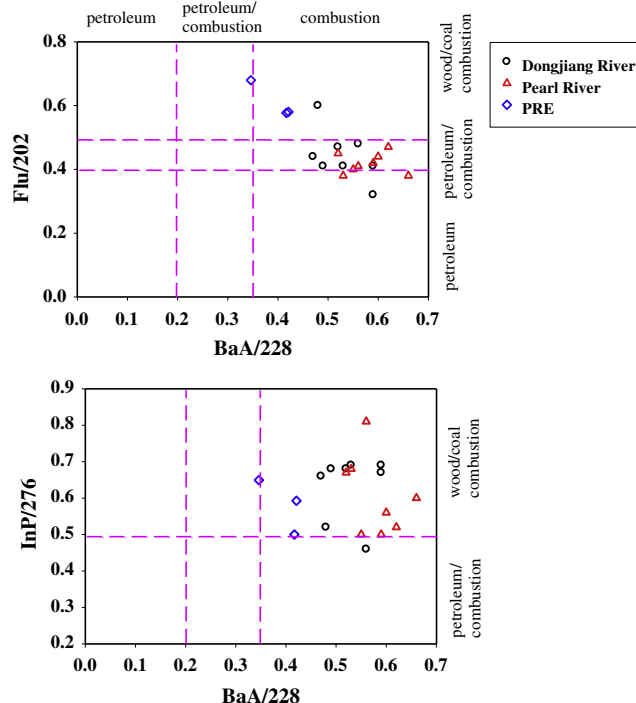 petroleum
petroleum/
combustion
combustion
0.8
0.6
0.4
0.2
0.0
Flu/202
wood/coal
combustion
petroleum/
combustion
petroleum
0.0 0.1 0.2 0.3 0.4 0.5 0.6 0.7
BaA/228
Dongjiang River
Pearl River
PRE
0.9
0.8
0.7
0.6
0.5
0.4
0.3
0.2
InP/276
wood/coal
combustion
petroleum/
combustion
0.0 0.1 0.2 0.3 0.4 0.5 0.6 0.7
BaA/228